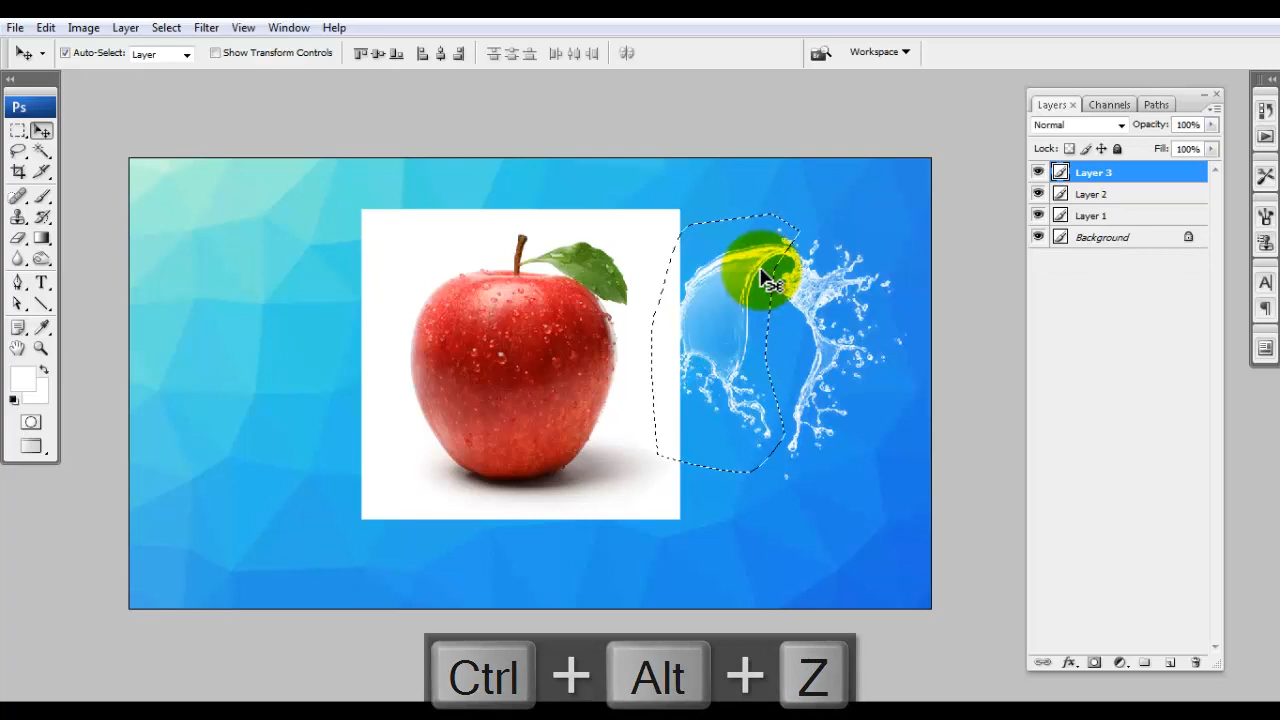 File Edit Image Layer Select Filter View Window Help
Auto-Select: Layer Show Transform Controls Workspace
Ps
Layers × Channels Paths
Normal Opacity: 100%
Lock: Fill: 100%
Layer 3
Layer 2
Layer 1
Background
T
A
Ctrl + Alt + Z